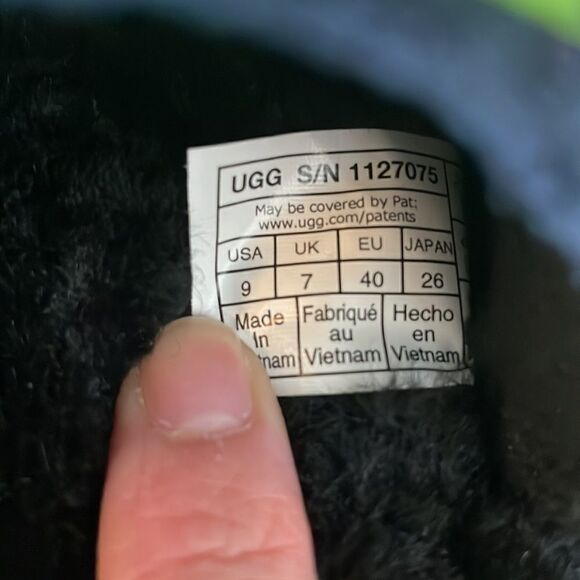 UGG S/N 1127075
May be covered by Pat:
www.ugg.com/patents
USA UK EU JAPAN
9 7 40 26
Made Fabriqué Hecho
In au en
Vietnam Vietnam